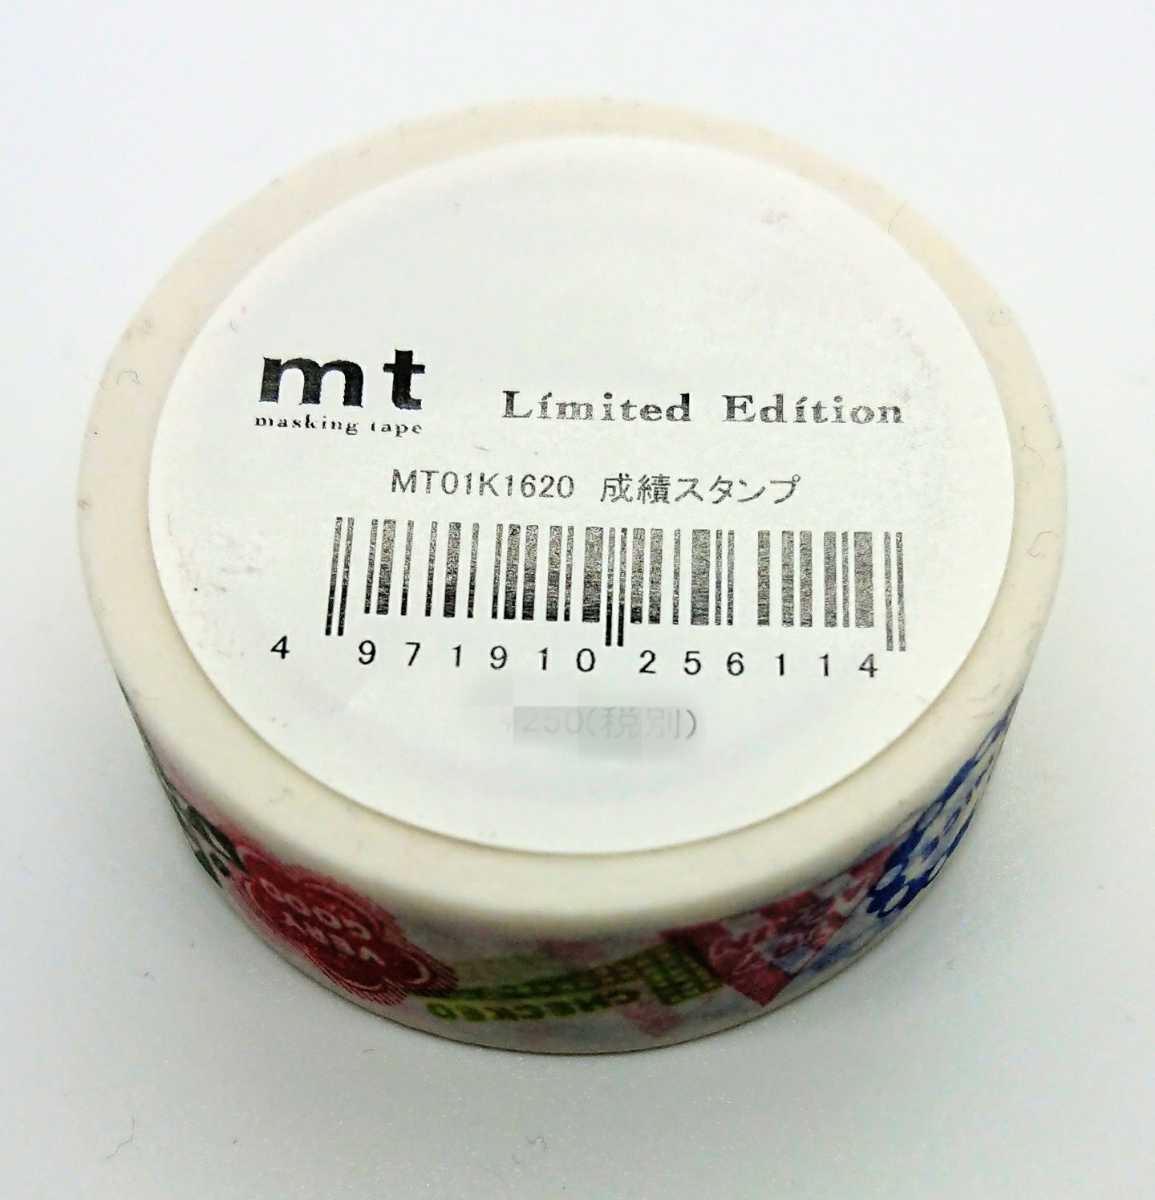 mt
masking tape
Limited Edition
MT01K1620 成績スタンプ
4 971910 256114
¥250(税別)
VERY
GOOD
CHECKED